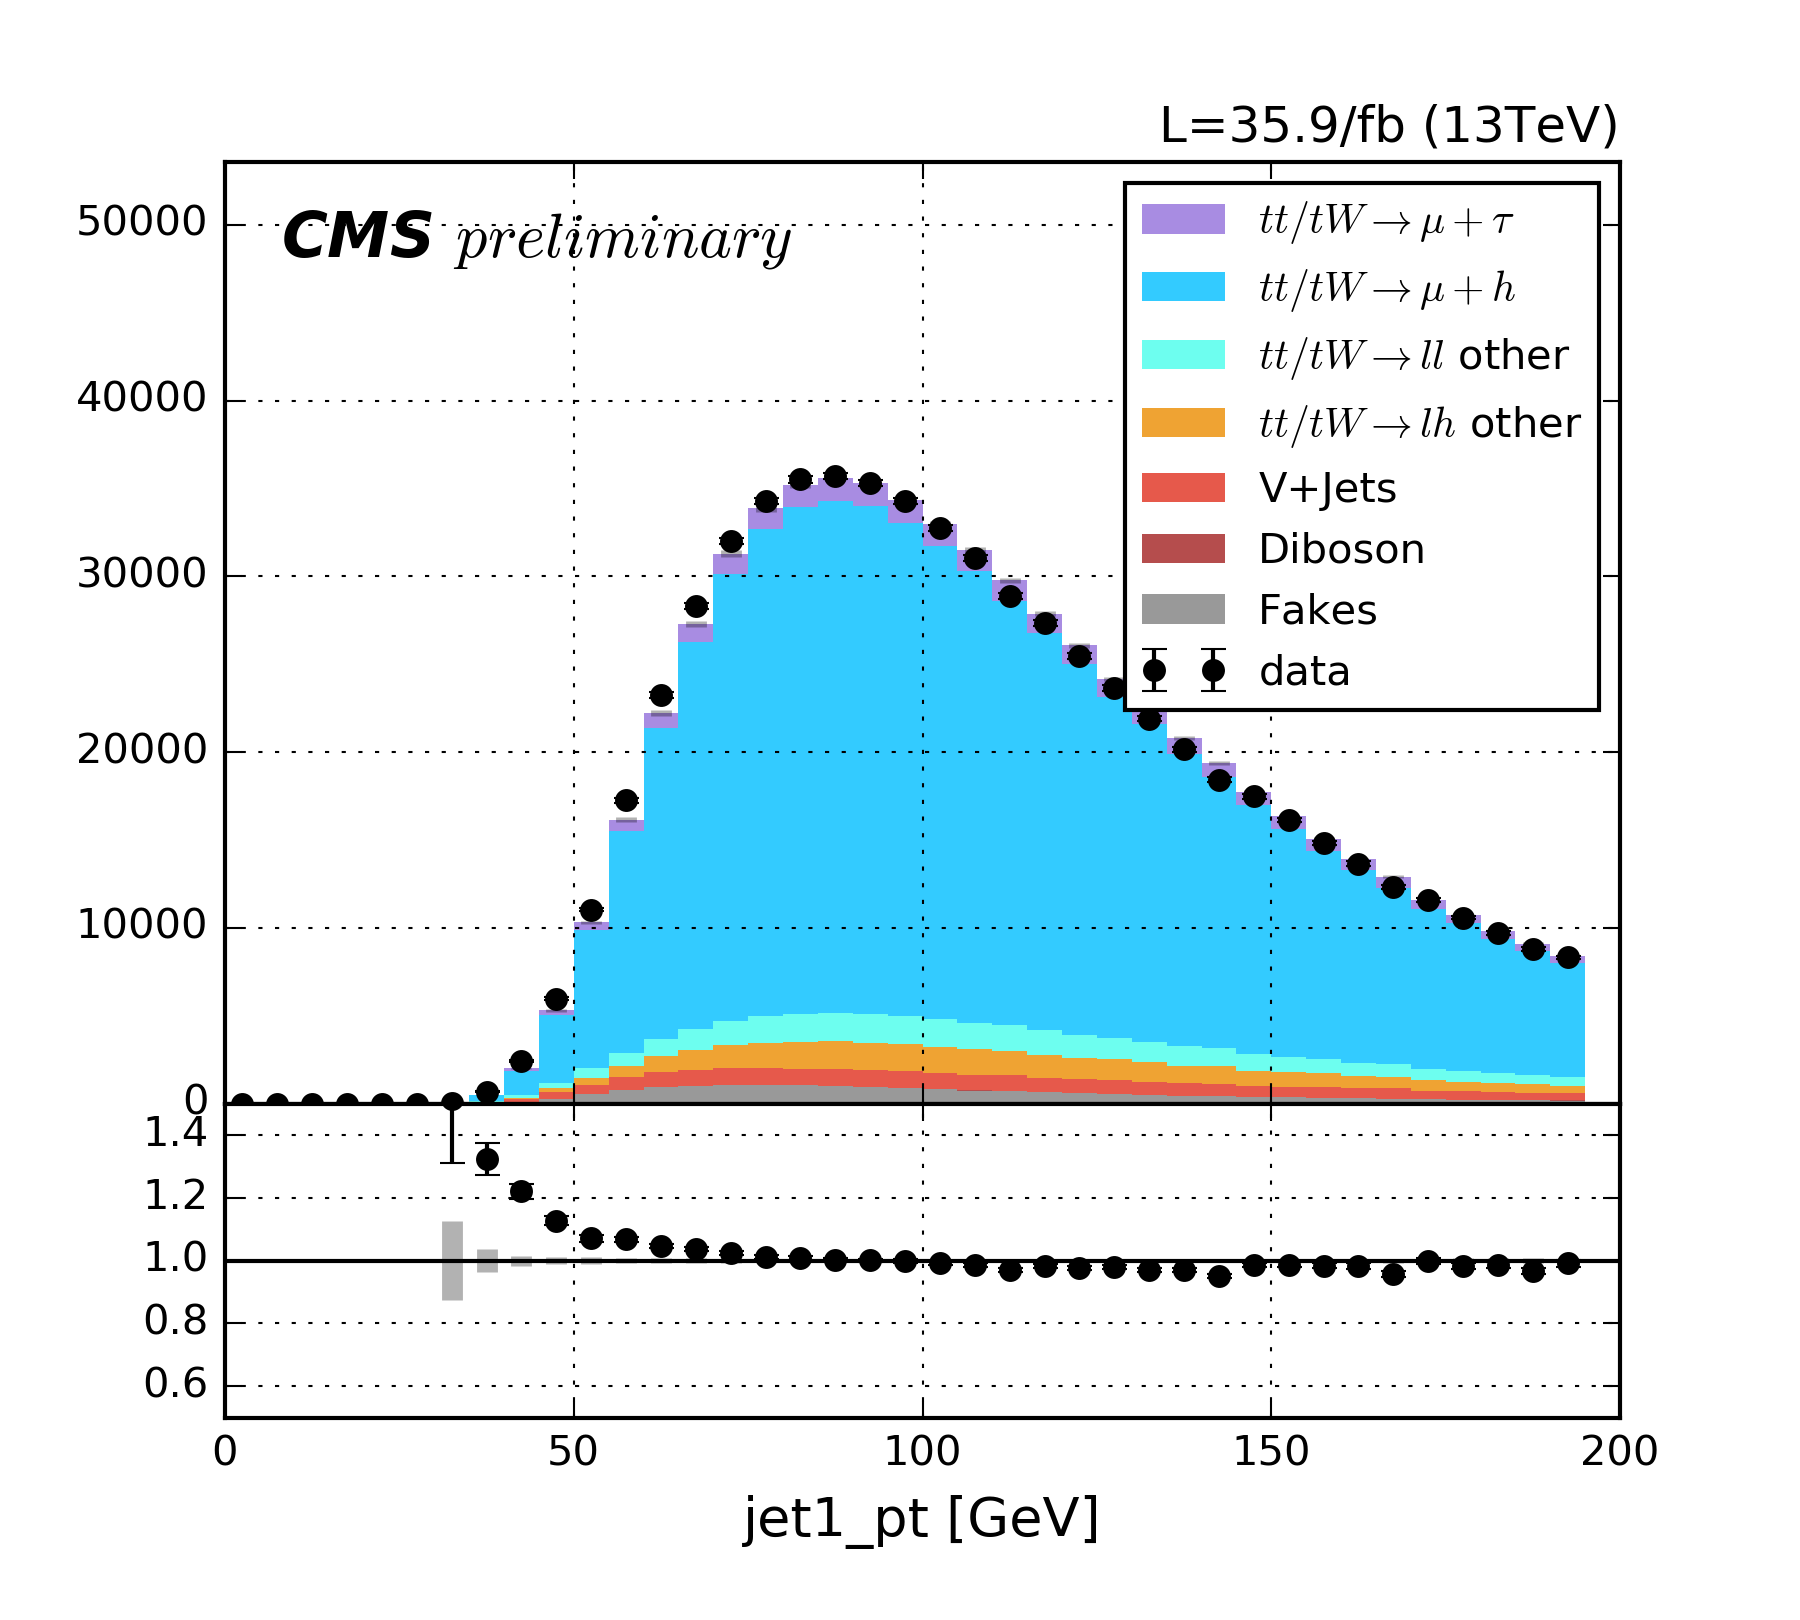 L=35.9/fb (13TeV)
CMS preliminary
50000
40000
30000
20000
10000
0
tt/tW → μ + τ
tt/tW → μ + h
tt/tW → ll other
tt/tW → lh other
V+Jets
Diboson
Fakes
data
1.4
1.2
1.0
0.8
0.6
0 50 100 150 200
jet1_pt [GeV]